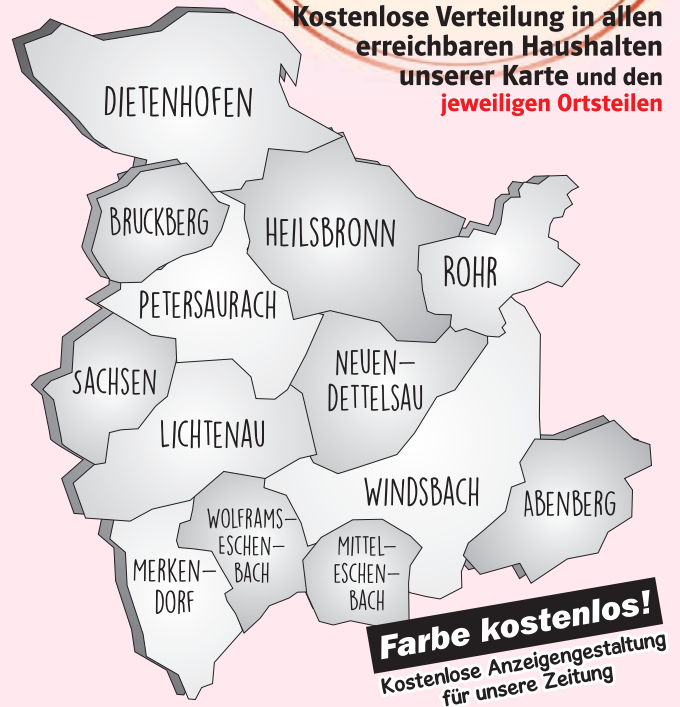 Kostenlose Verteilung in allen
erreichbaren Haushalten
unserer Karte und den
jeweiligen Ortsteilen
DIETENHOFEN
BRUCKBERG
HEILSBRONN
ROHR
PETERSAURACH
NEUEN–
DETTELSAU
SACHSEN
LICHTENAU
WINDSBACH
ABENBERG
WOLFRAMS–
ESCHEN–
BACH
MITTEL–
ESCHEN–
BACH
MERKEN–
DORF
Farbe kostenlos!
Kostenlose Anzeigengestaltung
für unsere Zeitung